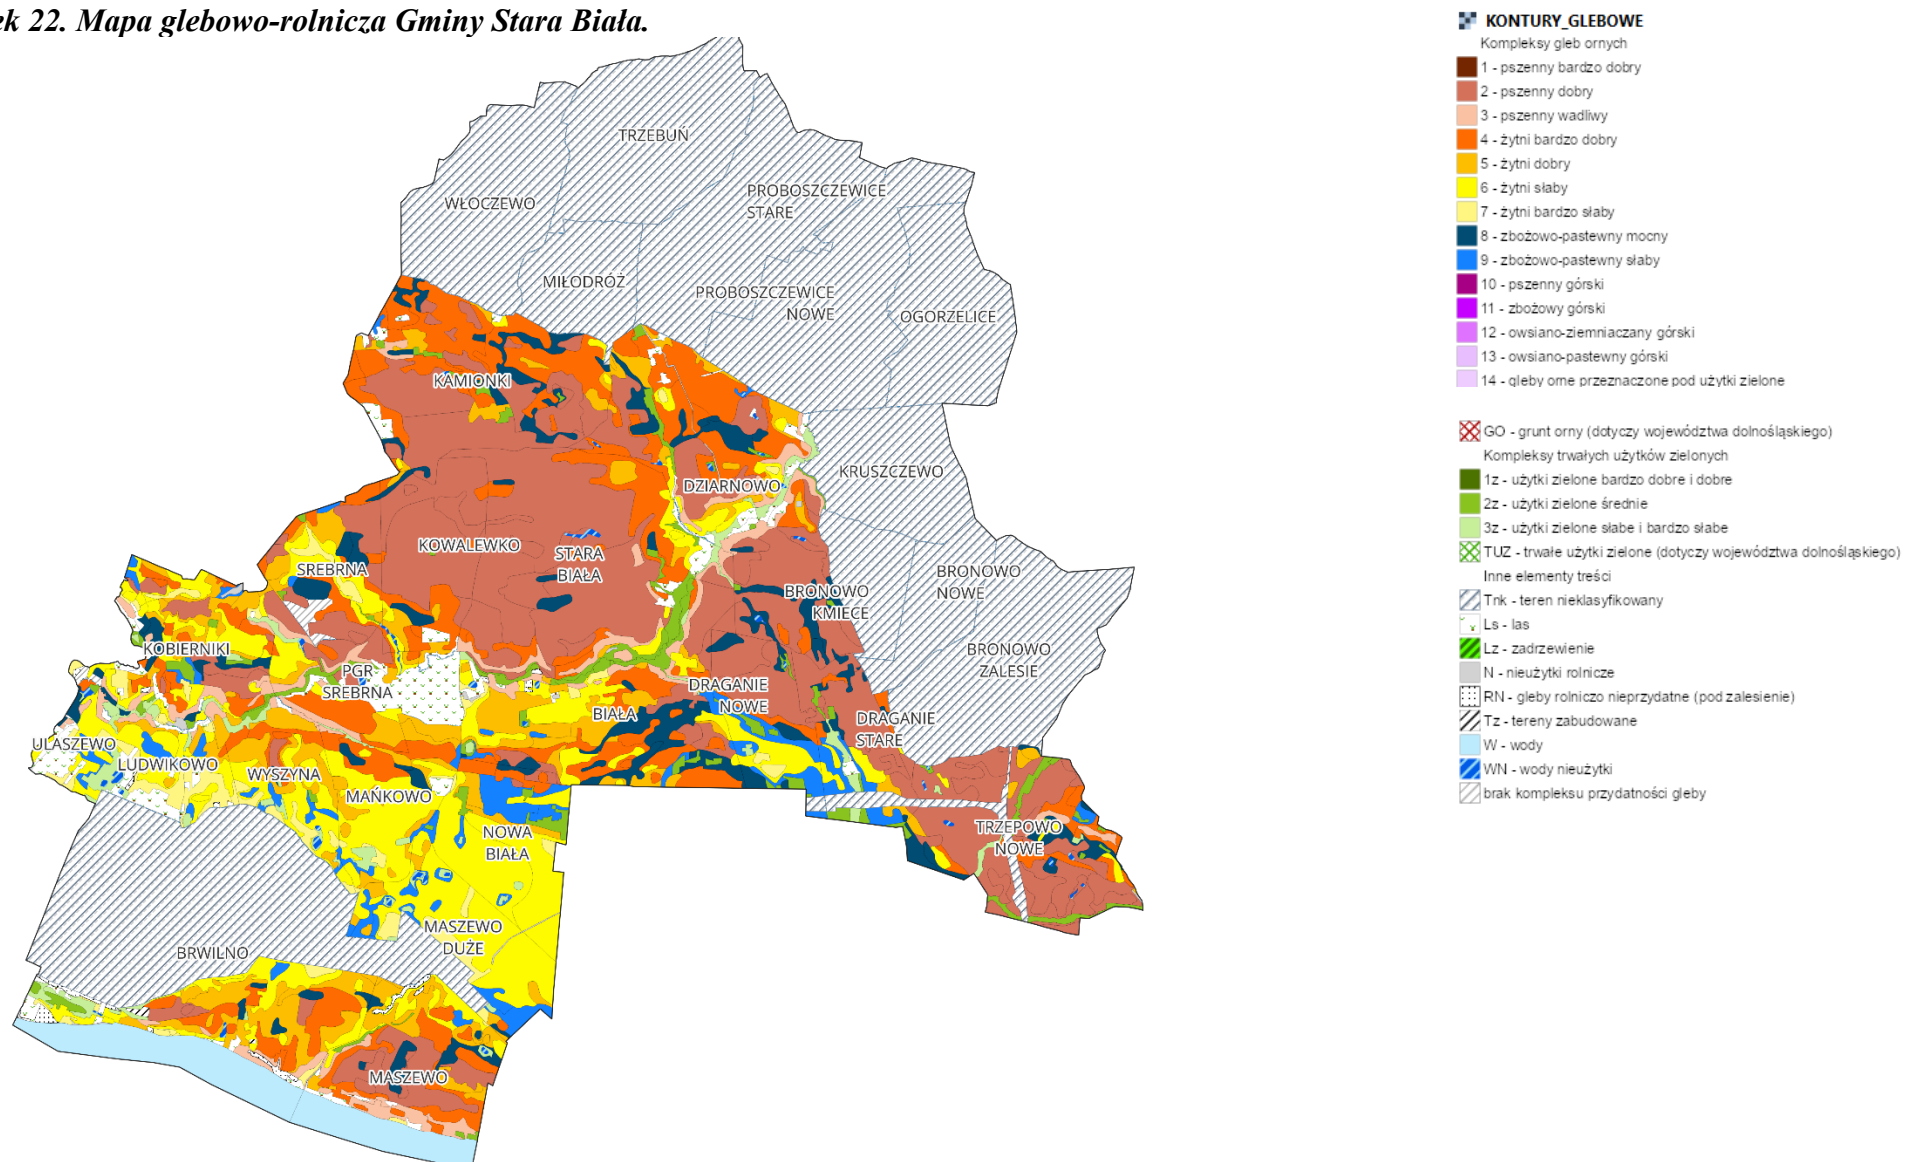 ek 22. Mapa glebowo-rolnicza Gminy Stara Biała.
TRZEBUŃ
WŁOCZEWO
PROBOSZCZEWICE
STARE
MIŁODRÓŻ
PROBOSZCZEWICE
NOWE
OGORZELICE
KAMIONKI
KRUSZCZEWO
DZIARNOWO
KOWALEWKO
STARA
BIAŁA
SREBRNA
BRONOWO
KMIECE
BRONOWO
NOWE
KOBIERNIKI
BRONOWO
ZALESIE
PGR
SREBRNA
DRAGANIE
NOWE
BIAŁA
DRAGANIE
STARE
ULASZEWO
LUDWIKOWO
WYSZYNA
MAŃKOWO
NOWA
BIAŁA
TRZEPOWO
NOWE
MASZEWO
DUŻE
BRWILNO
MASZEWO
KONTURY_GLEBOWE
Kompleksy gleb ornych
1 - pszenny bardzo dobry
2 - pszenny dobry
3 - pszenny wadliwy
4 - żytni bardzo dobry
5 - żytni dobry
6 - żytni słaby
7 - żytni bardzo słaby
8 - zbożowo-pastewny mocny
9 - zbożowo-pastewny słaby
10 - pszenny górski
11 - zbożowy górski
12 - owsiano-ziemniaczany górski
13 - owsiano-pastewny górski
14 - gleby orne przeznaczone pod użytki zielone
GO - grunt orny (dotyczy województwa dolnośląskiego)
Kompleksy trwałych użytków zielonych
1z - użytki zielone bardzo dobre i dobre
2z - użytki zielone średnie
3z - użytki zielone słabe i bardzo słabe
TUZ - trwałe użytki zielone (dotyczy województwa dolnośląskiego)
Inne elementy treści
Tnk - teren nieklasyfikowany
Ls - las
Lz - zadrzewienie
N - nieużytki rolnicze
RN - gleby rolniczo nieprzydatne (pod zalesienie)
Tz - tereny zabudowane
W - wody
WN - wody nieużytki
brak kompleksu przydatności gleby